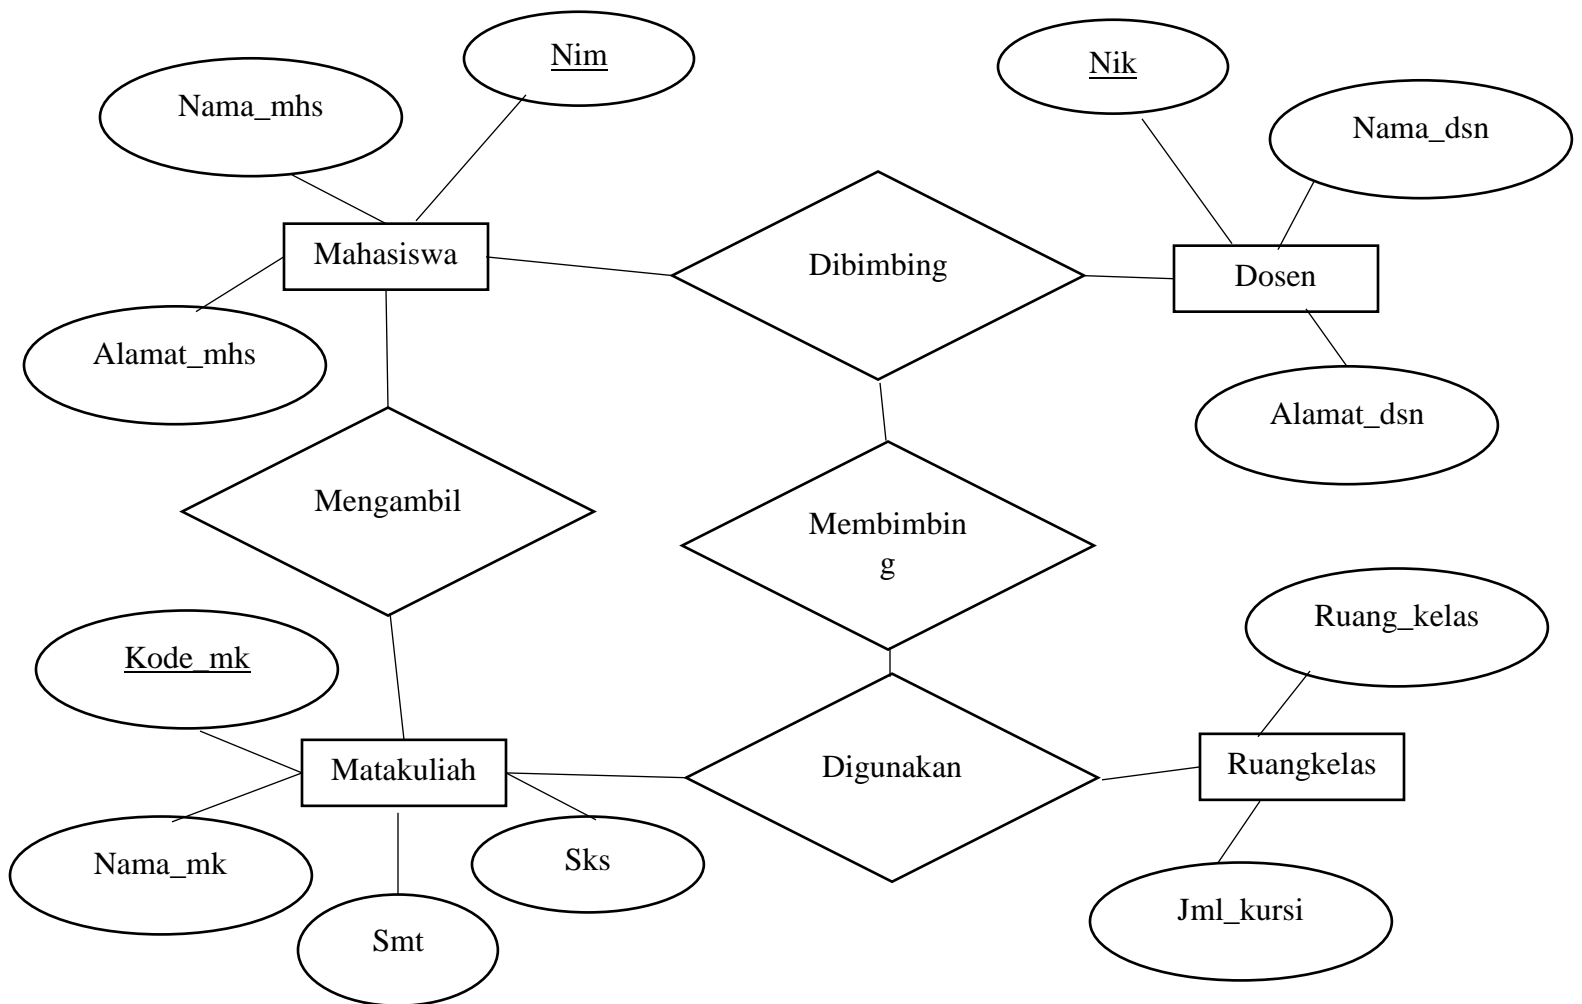 Nim
Nik
Nama_mhs
Nama_dsn
Mahasiswa
Dibimbing
Dosen
Alamat_mhs
Alamat_dsn
Mengambil
Membimbin
g
Ruang_kelas
Kode_mk
Matakuliah
Digunakan
Ruangkelas
Nama_mk
Sks
Smt
Jml_kursi